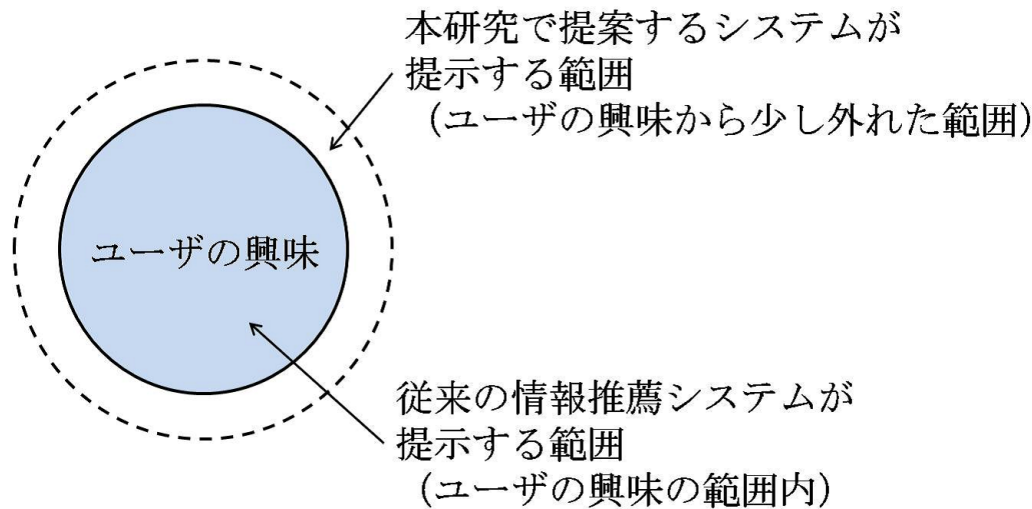 本研究で提案するシステムが
提示する範囲
（ユーザの興味から少し外れた範囲）
ユーザの興味
従来の情報推薦システムが
提示する範囲
（ユーザの興味の範囲内）